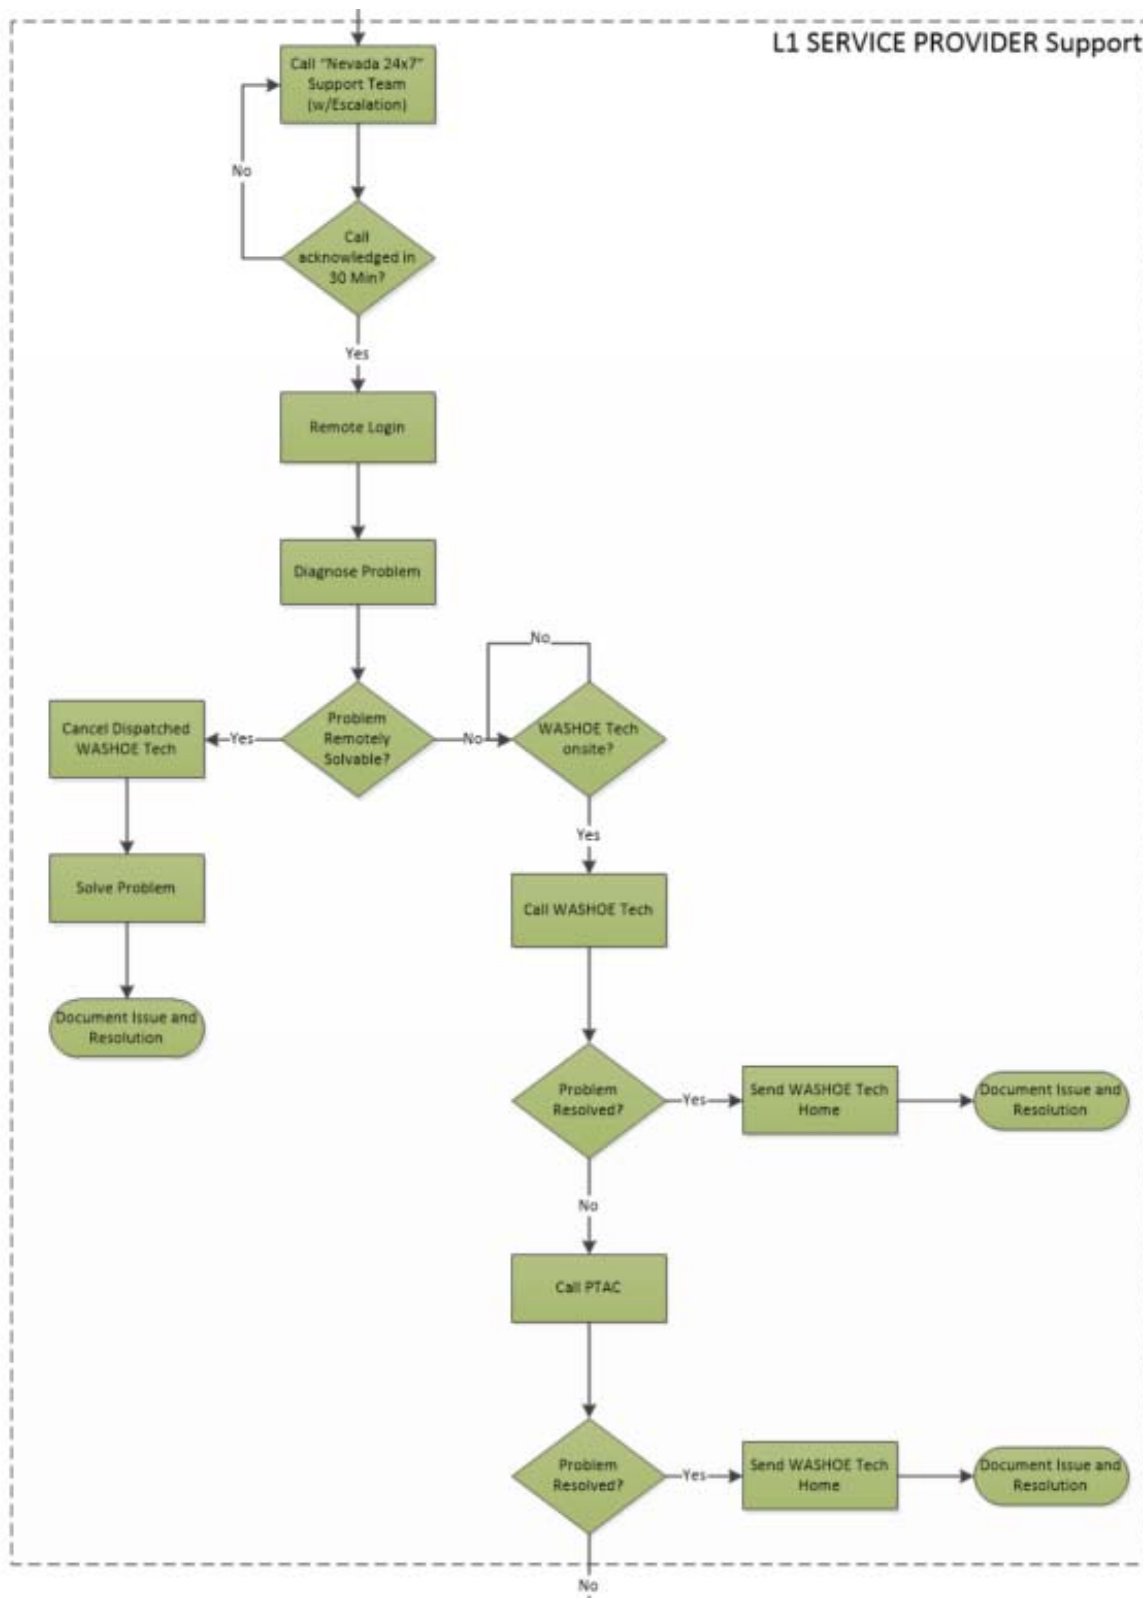 L1 SERVICE PROVIDER Support
Call "Nevada 24x7"
Support Team
(w/Escalation)
No
Call
acknowledged in
30 Min?
Yes
Remote Login
Diagnose Problem
No
Cancel Dispatched
WASHOE Tech
Yes
Problem
Remotely
Solvable?
No
WASHOE Tech
onsite?
Yes
Solve Problem
Call WASHOE Tech
Document Issue and
Resolution
Problem
Resolved?
Yes
Send WASHOE Tech
Home
Document Issue and
Resolution
No
Call PTAC
Problem
Resolved?
Yes
Send WASHOE Tech
Home
Document Issue and
Resolution
No